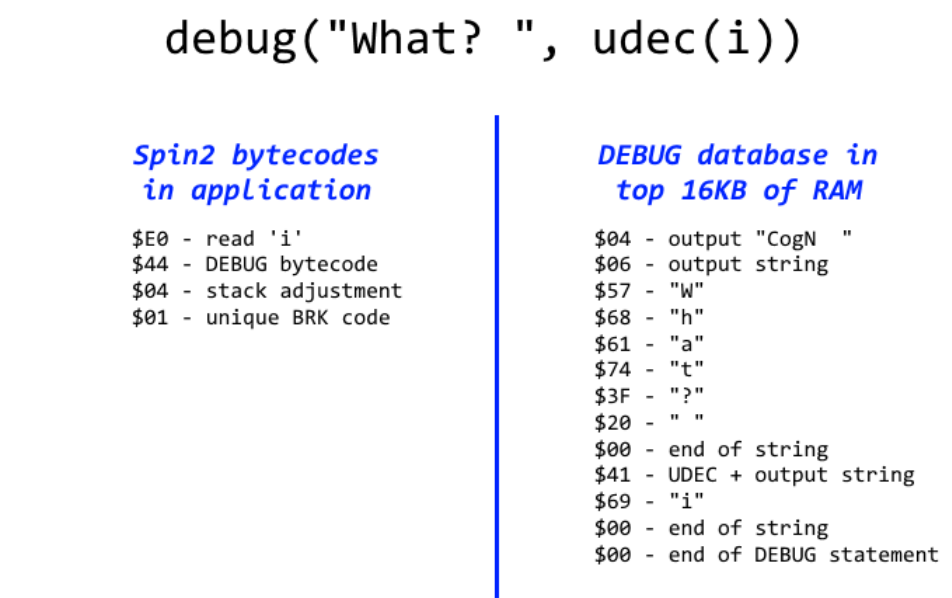 debug("What? ", udec(i))
Spin2 bytecodes
in application
$E0 - read 'i'
$44 - DEBUG bytecode
$04 - stack adjustment
$01 - unique BRK code
DEBUG database in
top 16KB of RAM
$04 - output "CogN  "
$06 - output string
$57 - "W"
$68 - "h"
$61 - "a"
$74 - "t"
$3F - "?"
$20 - " "
$00 - end of string
$41 - UDEC + output string
$69 - "i"
$00 - end of string
$00 - end of DEBUG statement